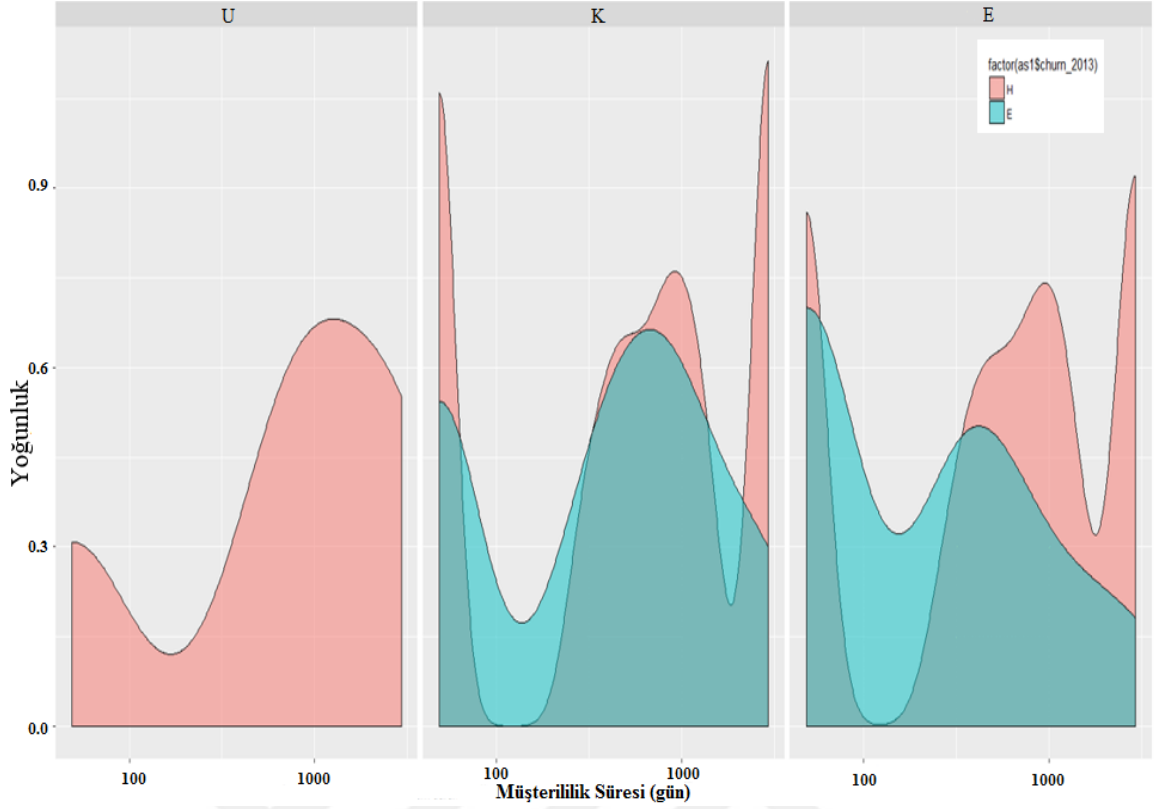 U K E
factor(as1$churn_2013)
H
E
0.9
0.6
0.3
0.0
Yoğunluk
100 1000 100 1000 100 1000
Müşterililik Süresi (gün)